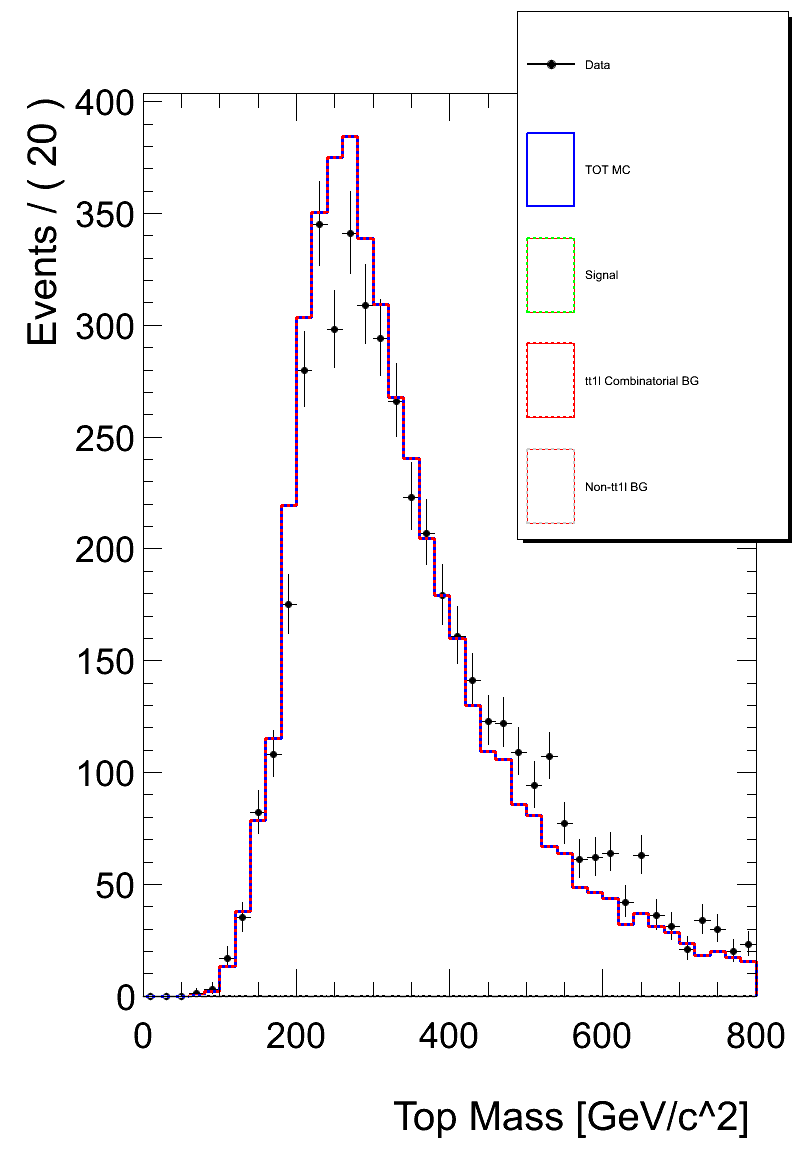 Data
TOT MC
Signal
tt1l Combinatorial BG
Non-tt1l BG
Events / ( 20 )
400
350
300
250
200
150
100
50
0
0 200 400 600 800
Top Mass [GeV/c^2]